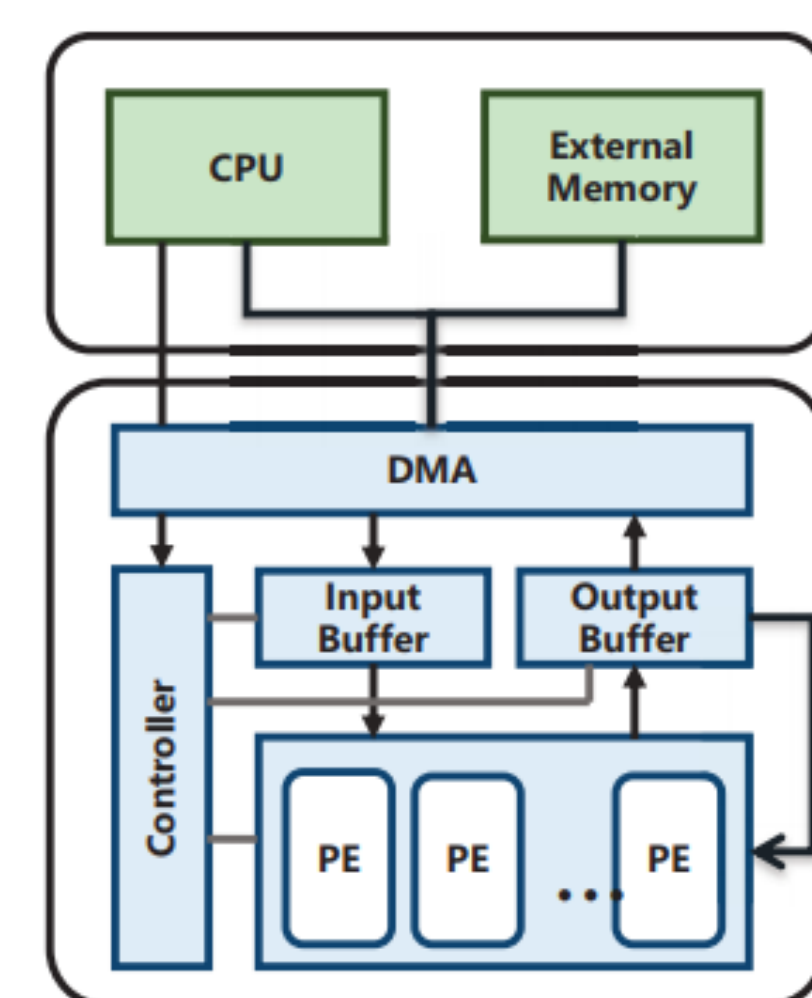 CPU
External
Memory
DMA
Input
Buffer
Output
Buffer
Controller
PE
PE
...
PE